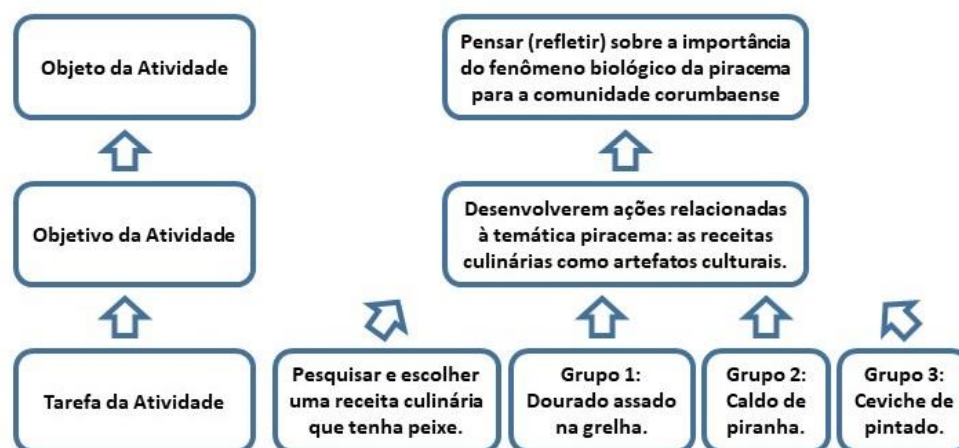 Objeto da Atividade
Pensar (refletir) sobre a importância
do fenômeno biológico da piracema
para a comunidade corumbaense
Objetivo da Atividade
Desenvolverem ações relacionadas
à temática piracema: as receitas
culinárias como artefatos culturais.
Tarefa da Atividade
Pesquisar e escolher
uma receita culinária
que tenha peixe.
Grupo 1:
Dourado assado
na grelha.
Grupo 2:
Caldo de
piranha.
Grupo 3:
Ceviche de
pintado.